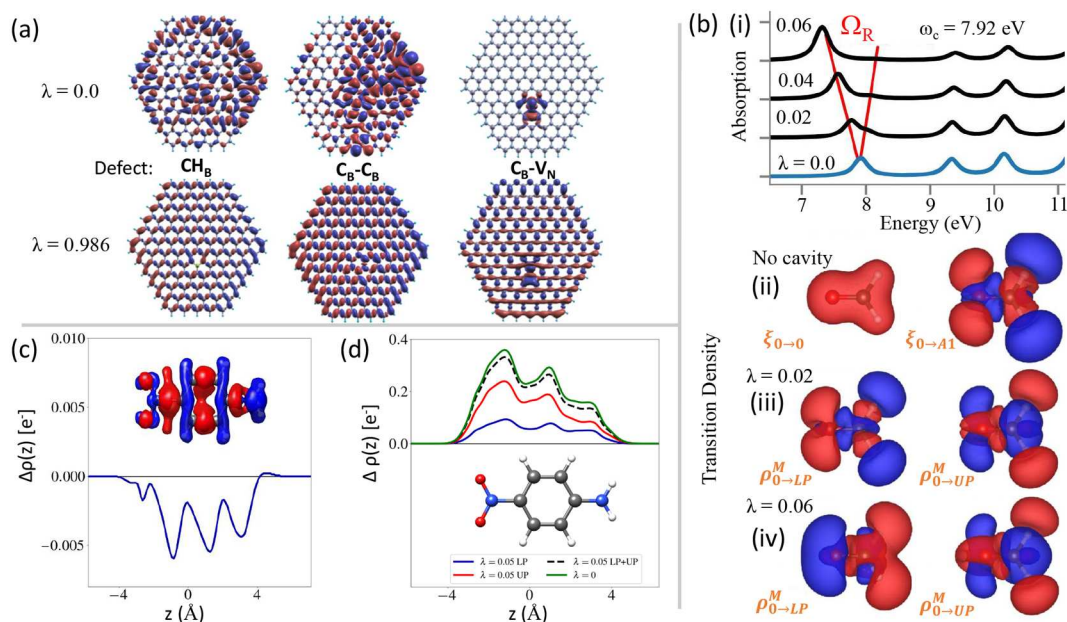 (a)
λ = 0.0
Defect: CH_B C_B-C_B C_B-V_N
λ = 0.986
(b) (i)
Absorption
0.06 Ω_R ω_c = 7.92 eV
0.04
0.02
λ = 0.0
7 8 9 10 11
Energy (eV)
Transition Density
No cavity
(ii)
ξ_0→0 ξ_0→A1
λ = 0.02
(iii)
ρ^M_0→LP ρ^M_0→UP
λ = 0.06
(iv)
ρ^M_0→LP ρ^M_0→UP
(c)
Δρ(z) [e⁻]
0.010
0.005
0.000
−0.005
−4 0 4
z (Å)
(d)
Δ ρ(z) [e⁻]
0.4
0.2
0.0
λ = 0.05 LP λ = 0.05 LP+UP
λ = 0.05 UP λ = 0
−4 0 4
z (Å)